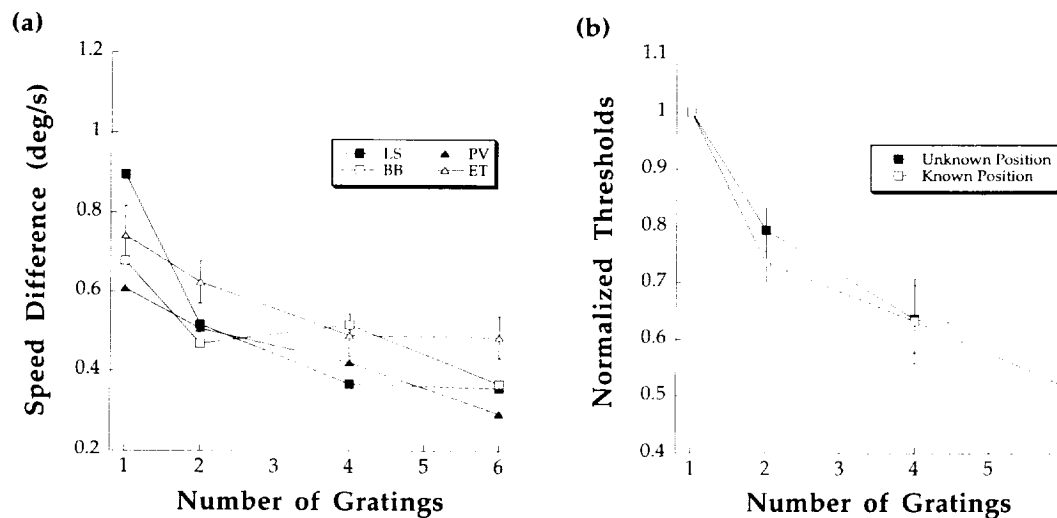 (a)
Speed Difference (deg/s)
1.2
1
0.8
0.6
0.4
0.2
LS PV
BB ET
1 2 3 4 5 6
Number of Gratings
(b)
Normalized Thresholds
1.1
1
0.9
0.8
0.7
0.6
0.5
0.4
Unknown Position
Known Position
1 2 3 4 5
Number of Gratings